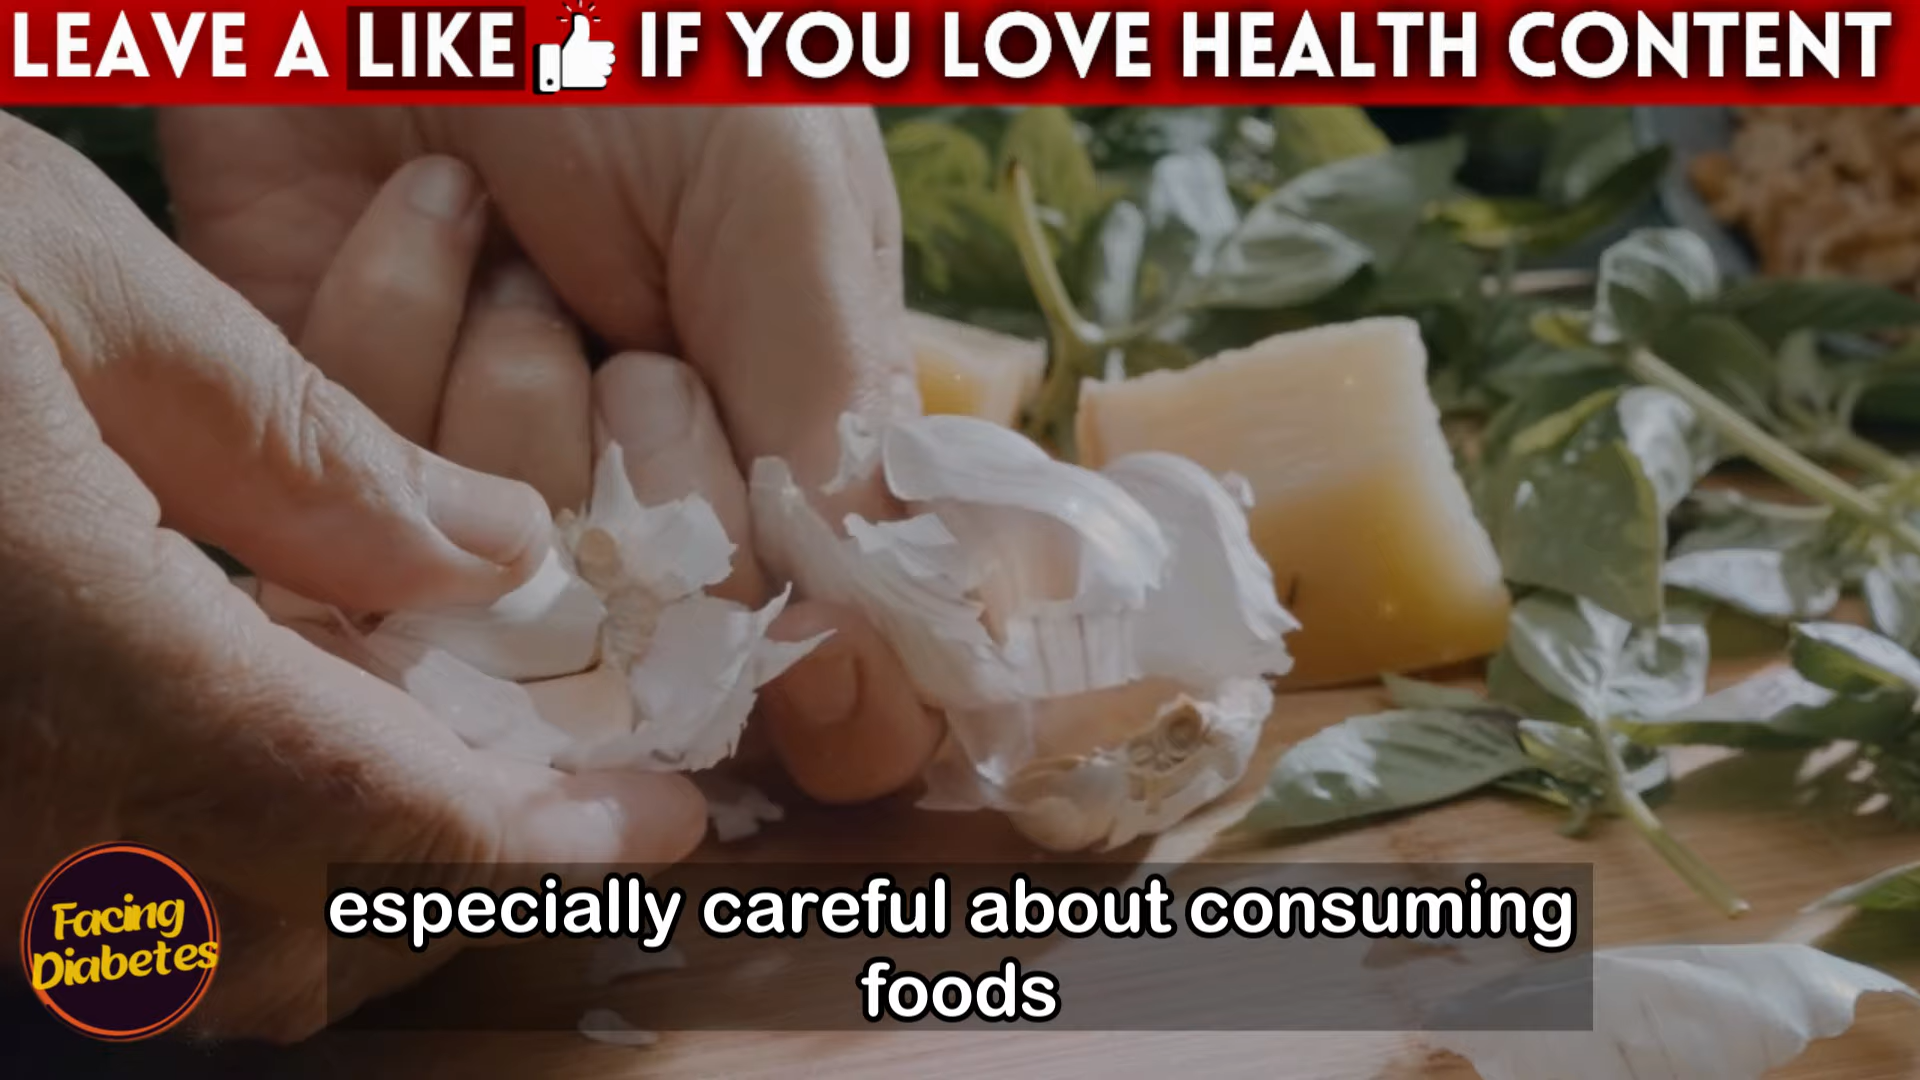 LEAVE A LIKE IF YOU LOVE HEALTH CONTENT
Facing
Diabetes
especially careful about consuming
foods